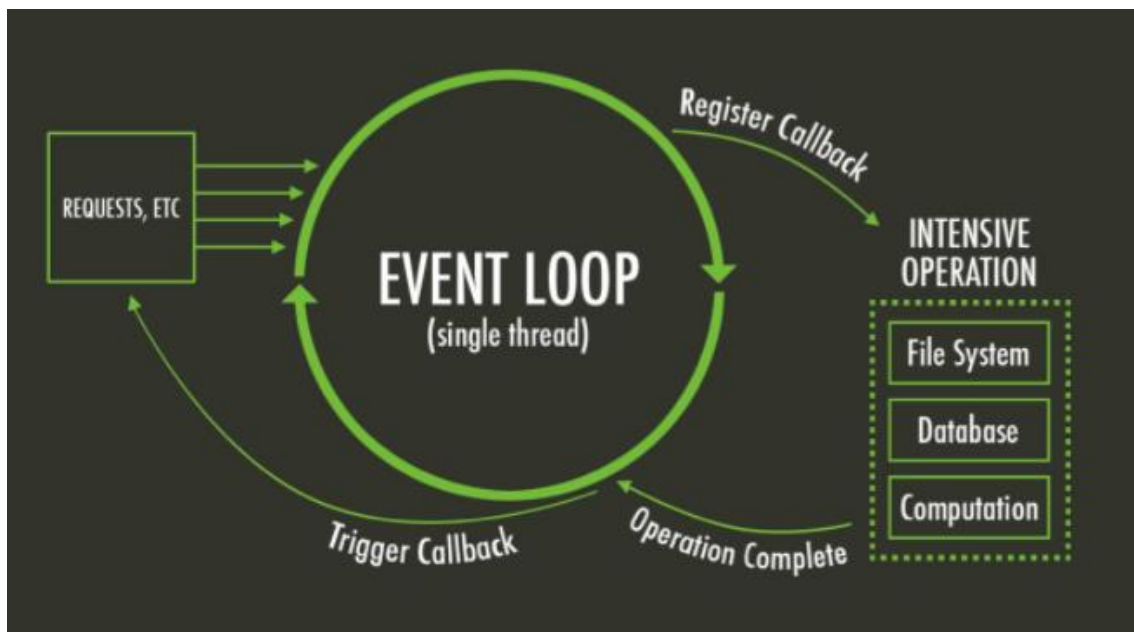 REQUESTS, ETC
EVENT LOOP
(single thread)
Register Callback
INTENSIVE
OPERATION
File System
Database
Computation
Operation Complete
Trigger Callback